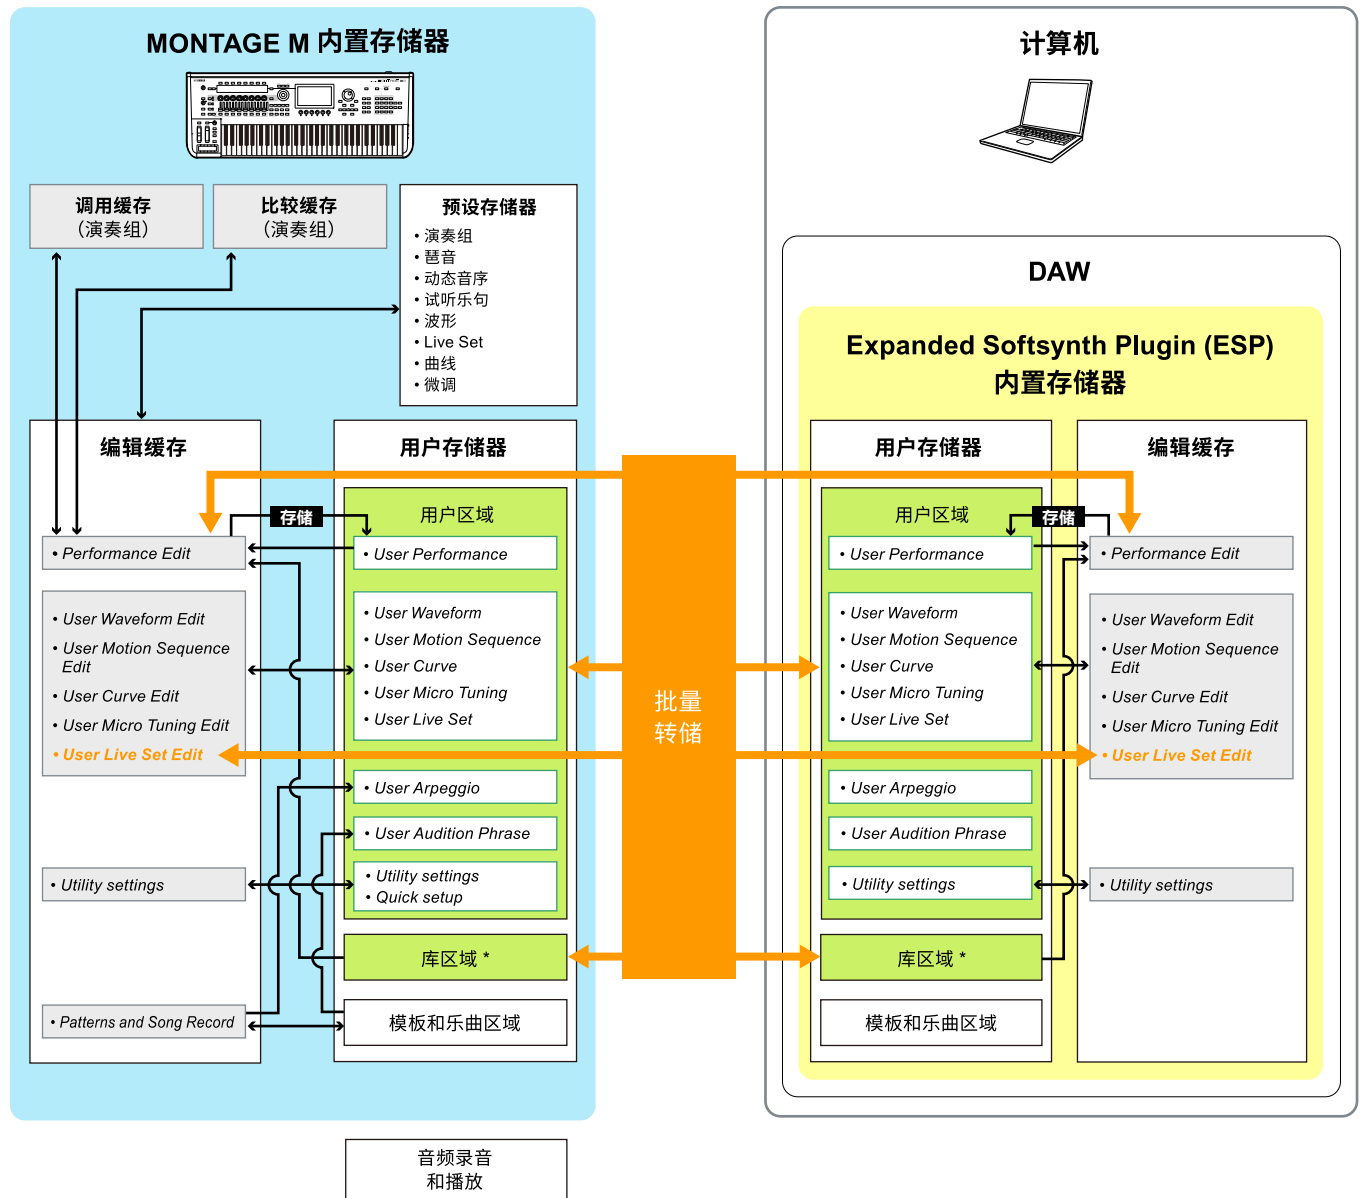 MONTAGE M 内置存储器
调用缓存
（演奏组）
比较缓存
（演奏组）
预设存储器
• 演奏组
• 琶音
• 动态音序
• 试听乐句
• 波形
• Live Set
• 曲线
• 微调
编辑缓存
• Performance Edit
• User Waveform Edit
• User Motion Sequence
Edit
• User Curve Edit
• User Micro Tuning Edit
• User Live Set Edit
• Utility settings
• Patterns and Song Record
存储
用户存储器
用户区域
• User Performance
• User Waveform
• User Motion Sequence
• User Curve
• User Micro Tuning
• User Live Set
• User Arpeggio
• User Audition Phrase
• Utility settings
• Quick setup
库区域 *
模板和乐曲区域
音频录音
和播放
批量
转储
计算机
DAW
Expanded Softsynth Plugin (ESP)
内置存储器
用户存储器
用户区域
• User Performance
• User Waveform
• User Motion Sequence
• User Curve
• User Micro Tuning
• User Live Set
• User Arpeggio
• User Audition Phrase
• Utility settings
库区域 *
模板和乐曲区域
存储
编辑缓存
• Performance Edit
• User Waveform Edit
• User Motion Sequence
Edit
• User Curve Edit
• User Micro Tuning Edit
• User Live Set Edit
• Utility settings